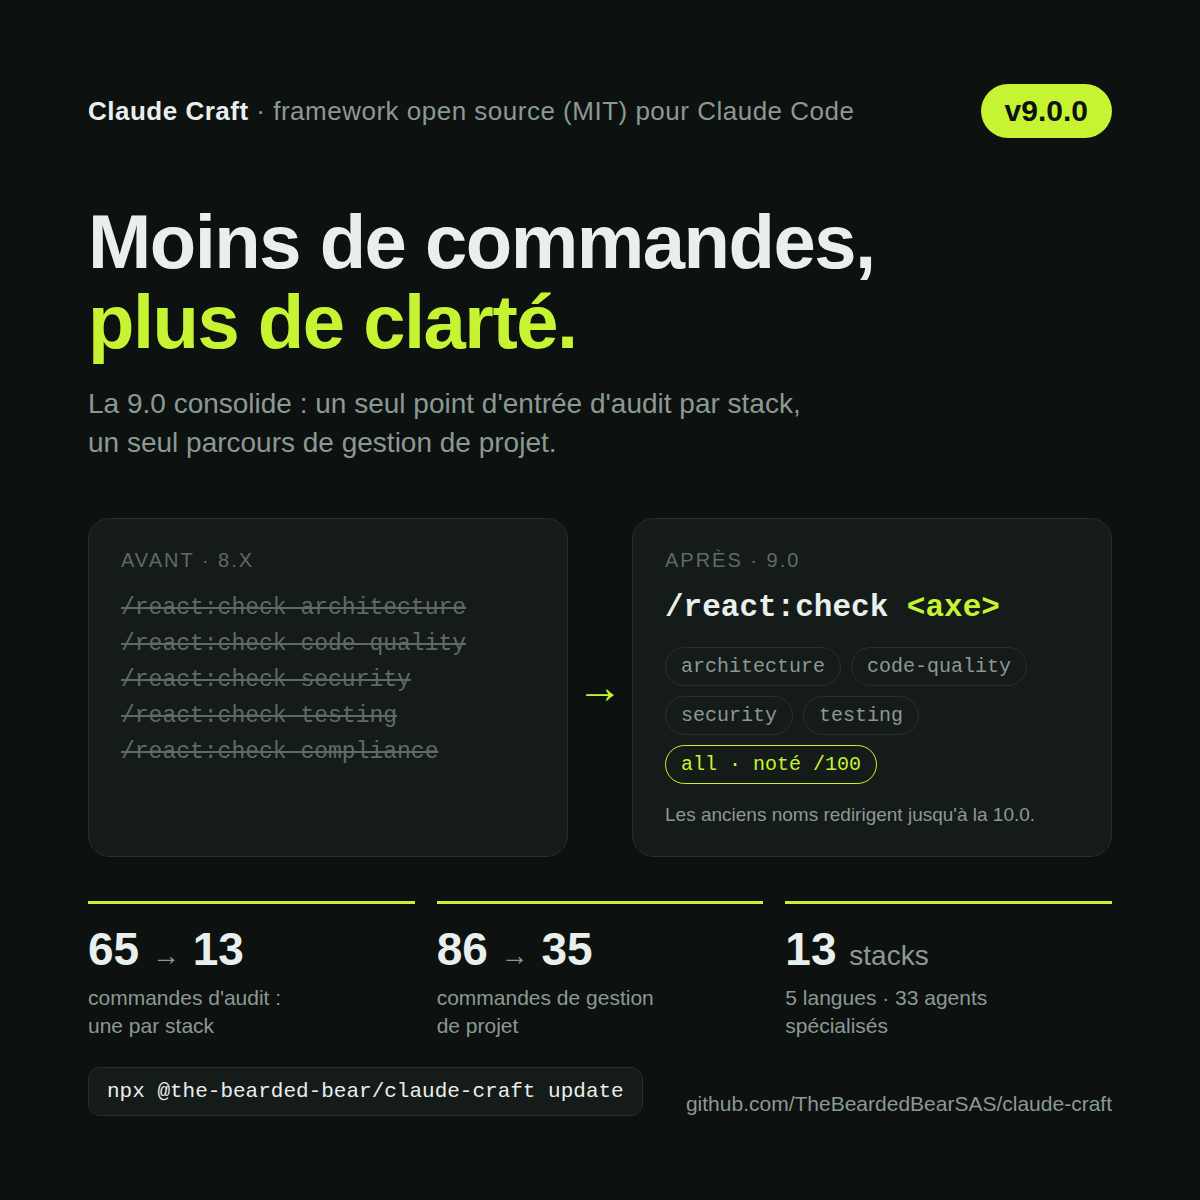 Claude Craft · framework open source (MIT) pour Claude Code
v9.0.0
Moins de commandes,
plus de clarté.
La 9.0 consolide : un seul point d'entrée d'audit par stack,
un seul parcours de gestion de projet.
AVANT · 8.X
/react:check-architecture
/react:check-code-quality
/react:check-security
/react:check-testing
/react:check-compliance
→
APRÈS · 9.0
/react:check <axe>
architecture
code-quality
security
testing
all · noté /100
Les anciens noms redirigent jusqu'à la 10.0.
65 → 13
commandes d'audit :
une par stack
86 → 35
commandes de gestion
de projet
13 stacks
5 langues · 33 agents
spécialisés
npx @the-bearded-bear/claude-craft update
github.com/TheBeardedBearSAS/claude-craft